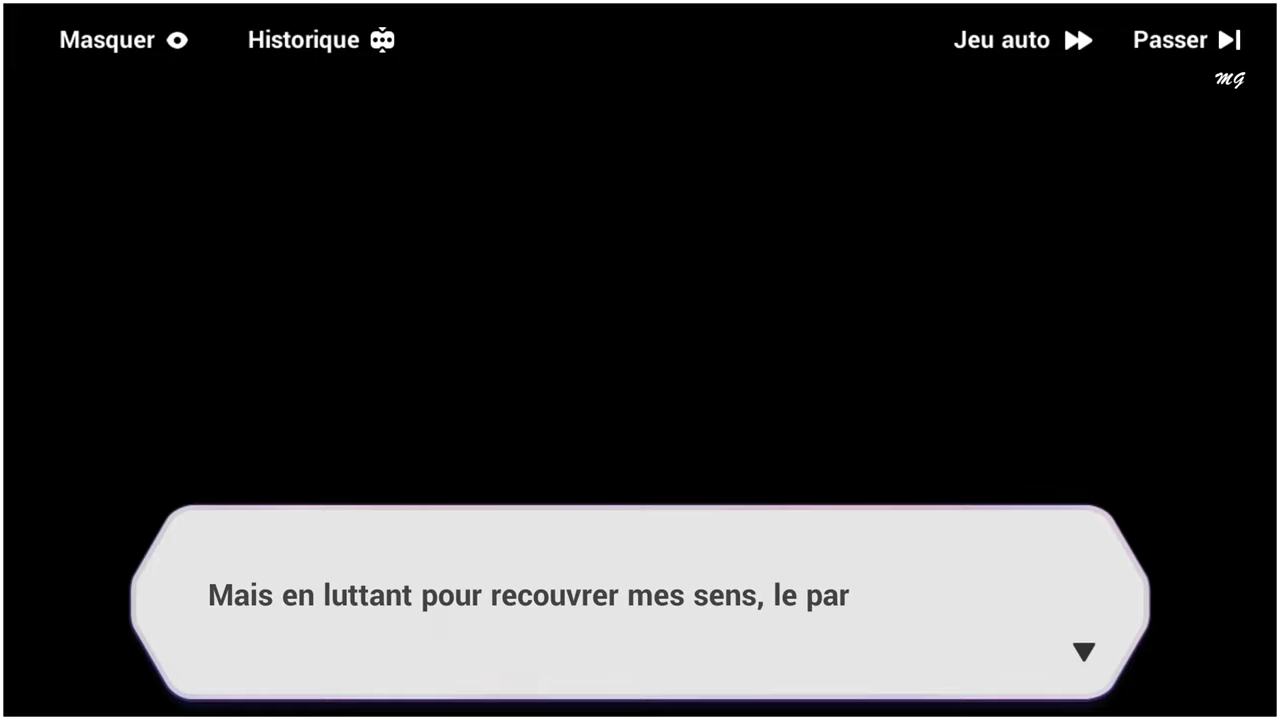 Masquer
Historique
Jeu auto
Passer
MG
Mais en luttant pour recouvrer mes sens, le par